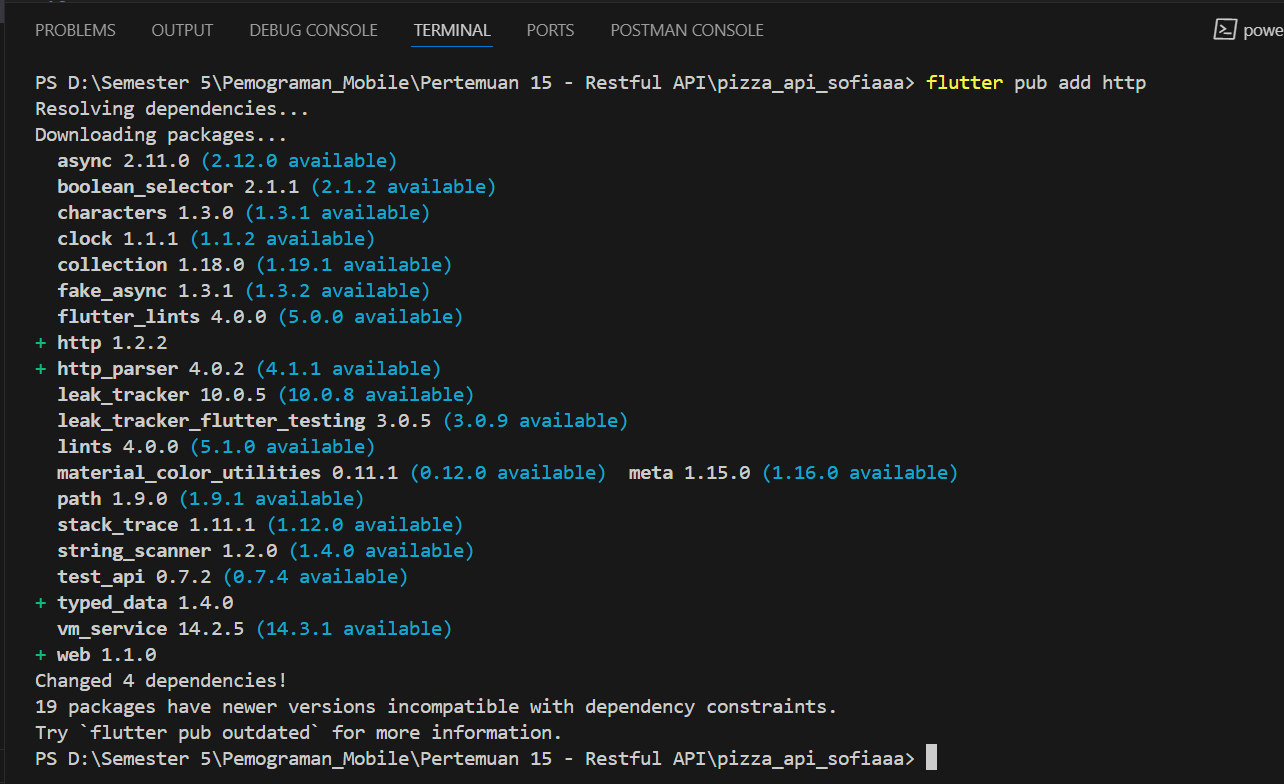 PROBLEMS OUTPUT DEBUG CONSOLE TERMINAL PORTS POSTMAN CONSOLE powe
PS D:\Semester 5\Pemograman_Mobile\Pertemuan 15 - Restful API\pizza_api_sofiaaa> flutter pub add http
Resolving dependencies...
Downloading packages...
  async 2.11.0 (2.12.0 available)
  boolean_selector 2.1.1 (2.1.2 available)
  characters 1.3.0 (1.3.1 available)
  clock 1.1.1 (1.1.2 available)
  collection 1.18.0 (1.19.1 available)
  fake_async 1.3.1 (1.3.2 available)
  flutter_lints 4.0.0 (5.0.0 available)
+ http 1.2.2
+ http_parser 4.0.2 (4.1.1 available)
  leak_tracker 10.0.5 (10.0.8 available)
  leak_tracker_flutter_testing 3.0.5 (3.0.9 available)
  lints 4.0.0 (5.1.0 available)
  material_color_utilities 0.11.1 (0.12.0 available)  meta 1.15.0 (1.16.0 available)
  path 1.9.0 (1.9.1 available)
  stack_trace 1.11.1 (1.12.0 available)
  string_scanner 1.2.0 (1.4.0 available)
  test_api 0.7.2 (0.7.4 available)
+ typed_data 1.4.0
  vm_service 14.2.5 (14.3.1 available)
+ web 1.1.0
Changed 4 dependencies!
19 packages have newer versions incompatible with dependency constraints.
Try `flutter pub outdated` for more information.
PS D:\Semester 5\Pemograman_Mobile\Pertemuan 15 - Restful API\pizza_api_sofiaaa>